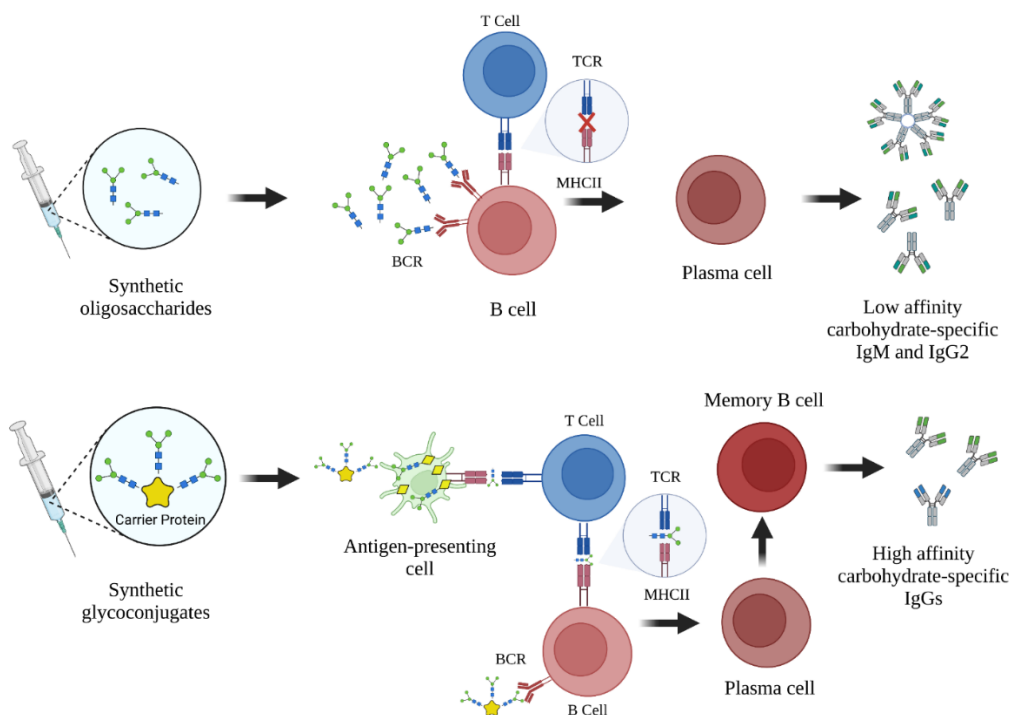 T Cell
TCR
MHCII
BCR
Synthetic
oligosaccharides
B cell
Plasma cell
Low affinity
carbohydrate-specific
IgM and IgG2
Memory B cell
T Cell
TCR
Carrier Protein
Antigen-presenting
cell
MHCII
High affinity
carbohydrate-specific
IgGs
Synthetic
glycoconjugates
BCR
Plasma cell
B Cell